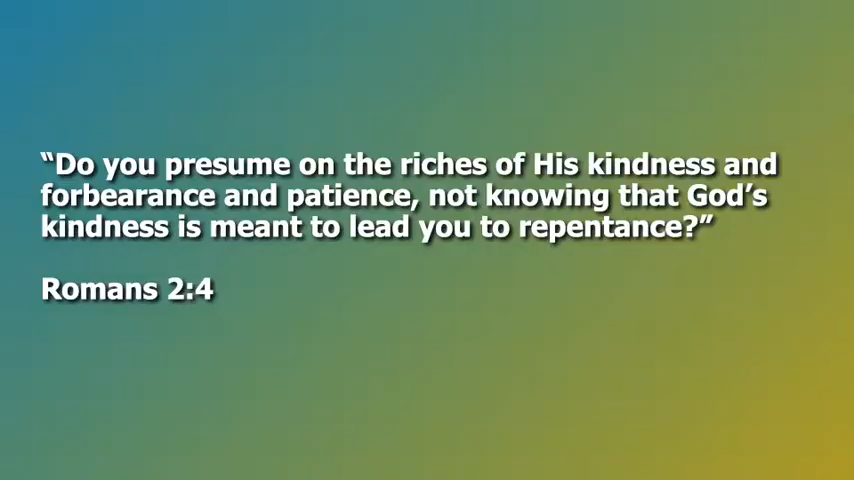 “Do you presume on the riches of His kindness and
forbearance and patience, not knowing that God’s
kindness is meant to lead you to repentance?”
Romans 2:4